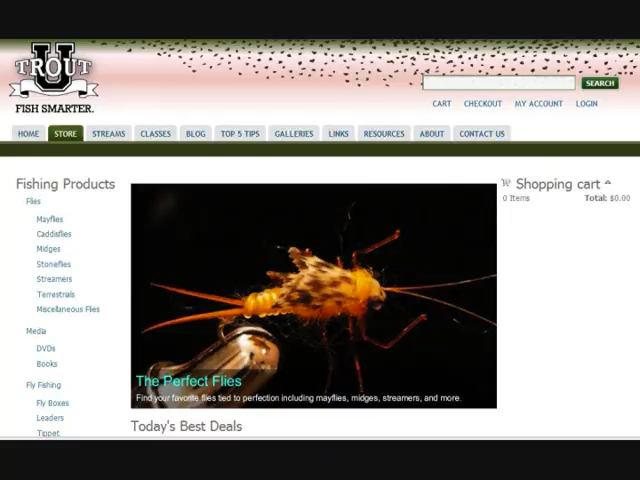 U
TROUT
FISH SMARTER.
SEARCH
CART CHECKOUT MY ACCOUNT LOGIN
HOME STORE STREAMS CLASSES BLOG TOP 5 TIPS GALLERIES LINKS RESOURCES ABOUT CONTACT US
Fishing Products
Flies
Mayflies
Caddisflies
Midges
Stoneflies
Streamers
Terrestrials
Miscellaneous Flies
Media
DVDs
Books
Fly Fishing
Fly Boxes
Leaders
Tippet
The Perfect Flies
Find your favorite flies tied to perfection including mayflies, midges, streamers, and more.
Today's Best Deals
Shopping cart
0 Items Total: $0.00